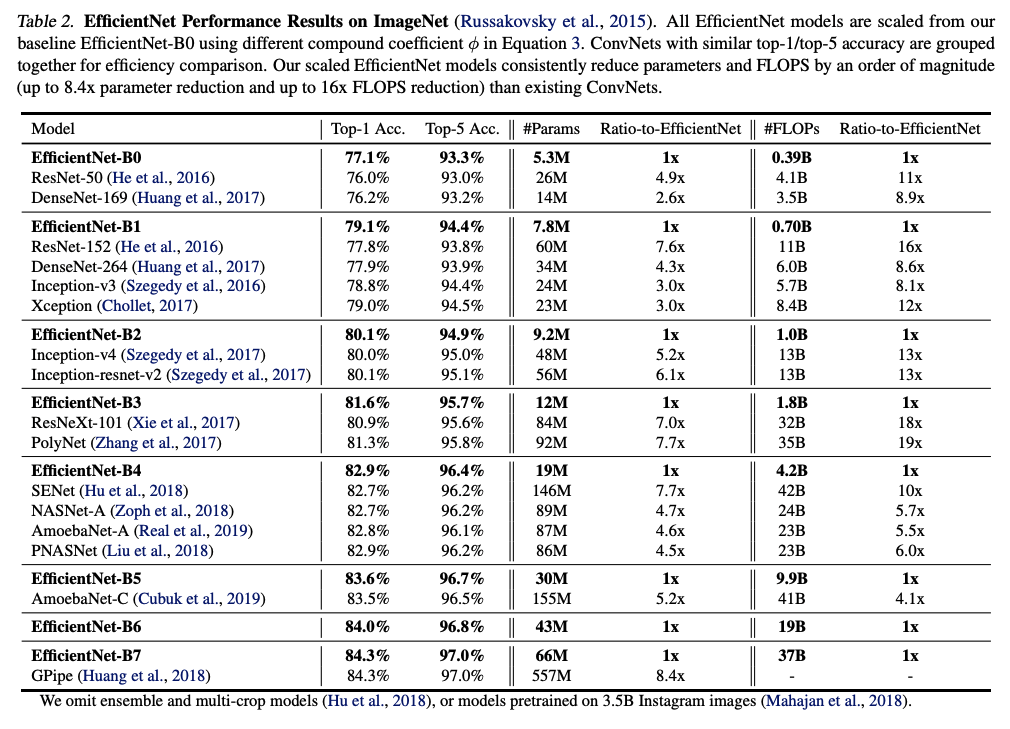 Table 2. EfficientNet Performance Results on ImageNet (Russakovsky et al., 2015). All EfficientNet models are scaled from our
baseline EfficientNet-B0 using different compound coefficient ϕ in Equation 3. ConvNets with similar top-1/top-5 accuracy are grouped
together for efficiency comparison. Our scaled EfficientNet models consistently reduce parameters and FLOPS by an order of magnitude
(up to 8.4x parameter reduction and up to 16x FLOPS reduction) than existing ConvNets.
Model Top-1 Acc. Top-5 Acc. #Params Ratio-to-EfficientNet #FLOPs Ratio-to-EfficientNet
EfficientNet-B0 77.1% 93.3% 5.3M 1x 0.39B 1x
ResNet-50 (He et al., 2016) 76.0% 93.0% 26M 4.9x 4.1B 11x
DenseNet-169 (Huang et al., 2017) 76.2% 93.2% 14M 2.6x 3.5B 8.9x
EfficientNet-B1 79.1% 94.4% 7.8M 1x 0.70B 1x
ResNet-152 (He et al., 2016) 77.8% 93.8% 60M 7.6x 11B 16x
DenseNet-264 (Huang et al., 2017) 77.9% 93.9% 34M 4.3x 6.0B 8.6x
Inception-v3 (Szegedy et al., 2016) 78.8% 94.4% 24M 3.0x 5.7B 8.1x
Xception (Chollet, 2017) 79.0% 94.5% 23M 3.0x 8.4B 12x
EfficientNet-B2 80.1% 94.9% 9.2M 1x 1.0B 1x
Inception-v4 (Szegedy et al., 2017) 80.0% 95.0% 48M 5.2x 13B 13x
Inception-resnet-v2 (Szegedy et al., 2017) 80.1% 95.1% 56M 6.1x 13B 13x
EfficientNet-B3 81.6% 95.7% 12M 1x 1.8B 1x
ResNeXt-101 (Xie et al., 2017) 80.9% 95.6% 84M 7.0x 32B 18x
PolyNet (Zhang et al., 2017) 81.3% 95.8% 92M 7.7x 35B 19x
EfficientNet-B4 82.9% 96.4% 19M 1x 4.2B 1x
SENet (Hu et al., 2018) 82.7% 96.2% 146M 7.7x 42B 10x
NASNet-A (Zoph et al., 2018) 82.7% 96.2% 89M 4.7x 24B 5.7x
AmoebaNet-A (Real et al., 2019) 82.8% 96.1% 87M 4.6x 23B 5.5x
PNASNet (Liu et al., 2018) 82.9% 96.2% 86M 4.5x 23B 6.0x
EfficientNet-B5 83.6% 96.7% 30M 1x 9.9B 1x
AmoebaNet-C (Cubuk et al., 2019) 83.5% 96.5% 155M 5.2x 41B 4.1x
EfficientNet-B6 84.0% 96.8% 43M 1x 19B 1x
EfficientNet-B7 84.3% 97.0% 66M 1x 37B 1x
GPipe (Huang et al., 2018) 84.3% 97.0% 557M 8.4x - -
We omit ensemble and multi-crop models (Hu et al., 2018), or models pretrained on 3.5B Instagram images (Mahajan et al., 2018).